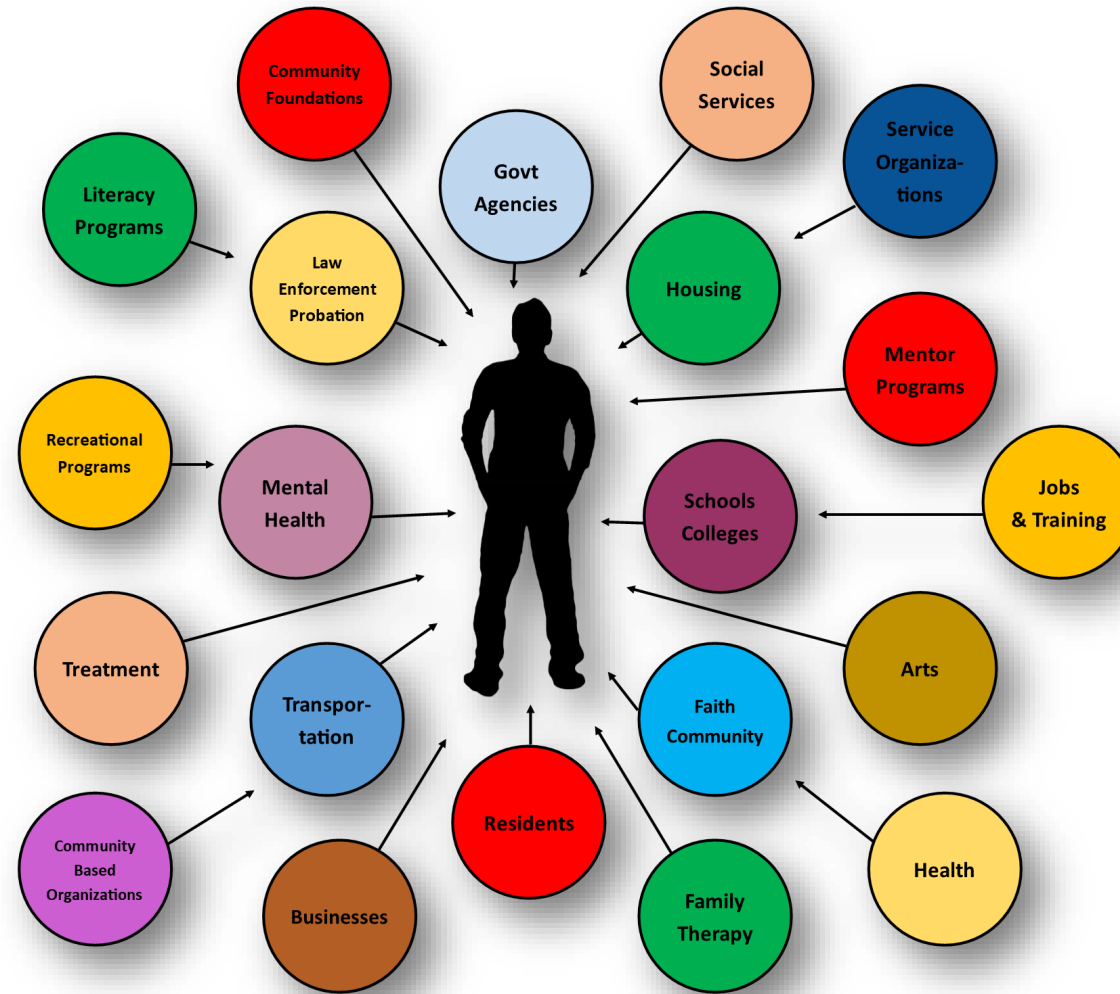 Community
Foundations
Social
Services
Service
Organiza-
tions
Govt
Agencies
Literacy
Programs
Law
Enforcement
Probation
Housing
Mentor
Programs
Recreational
Programs
Mental
Health
Schools
Colleges
Jobs
& Training
Treatment
Transpor-
tation
Faith
Community
Arts
Community
Based
Organizations
Businesses
Residents
Family
Therapy
Health